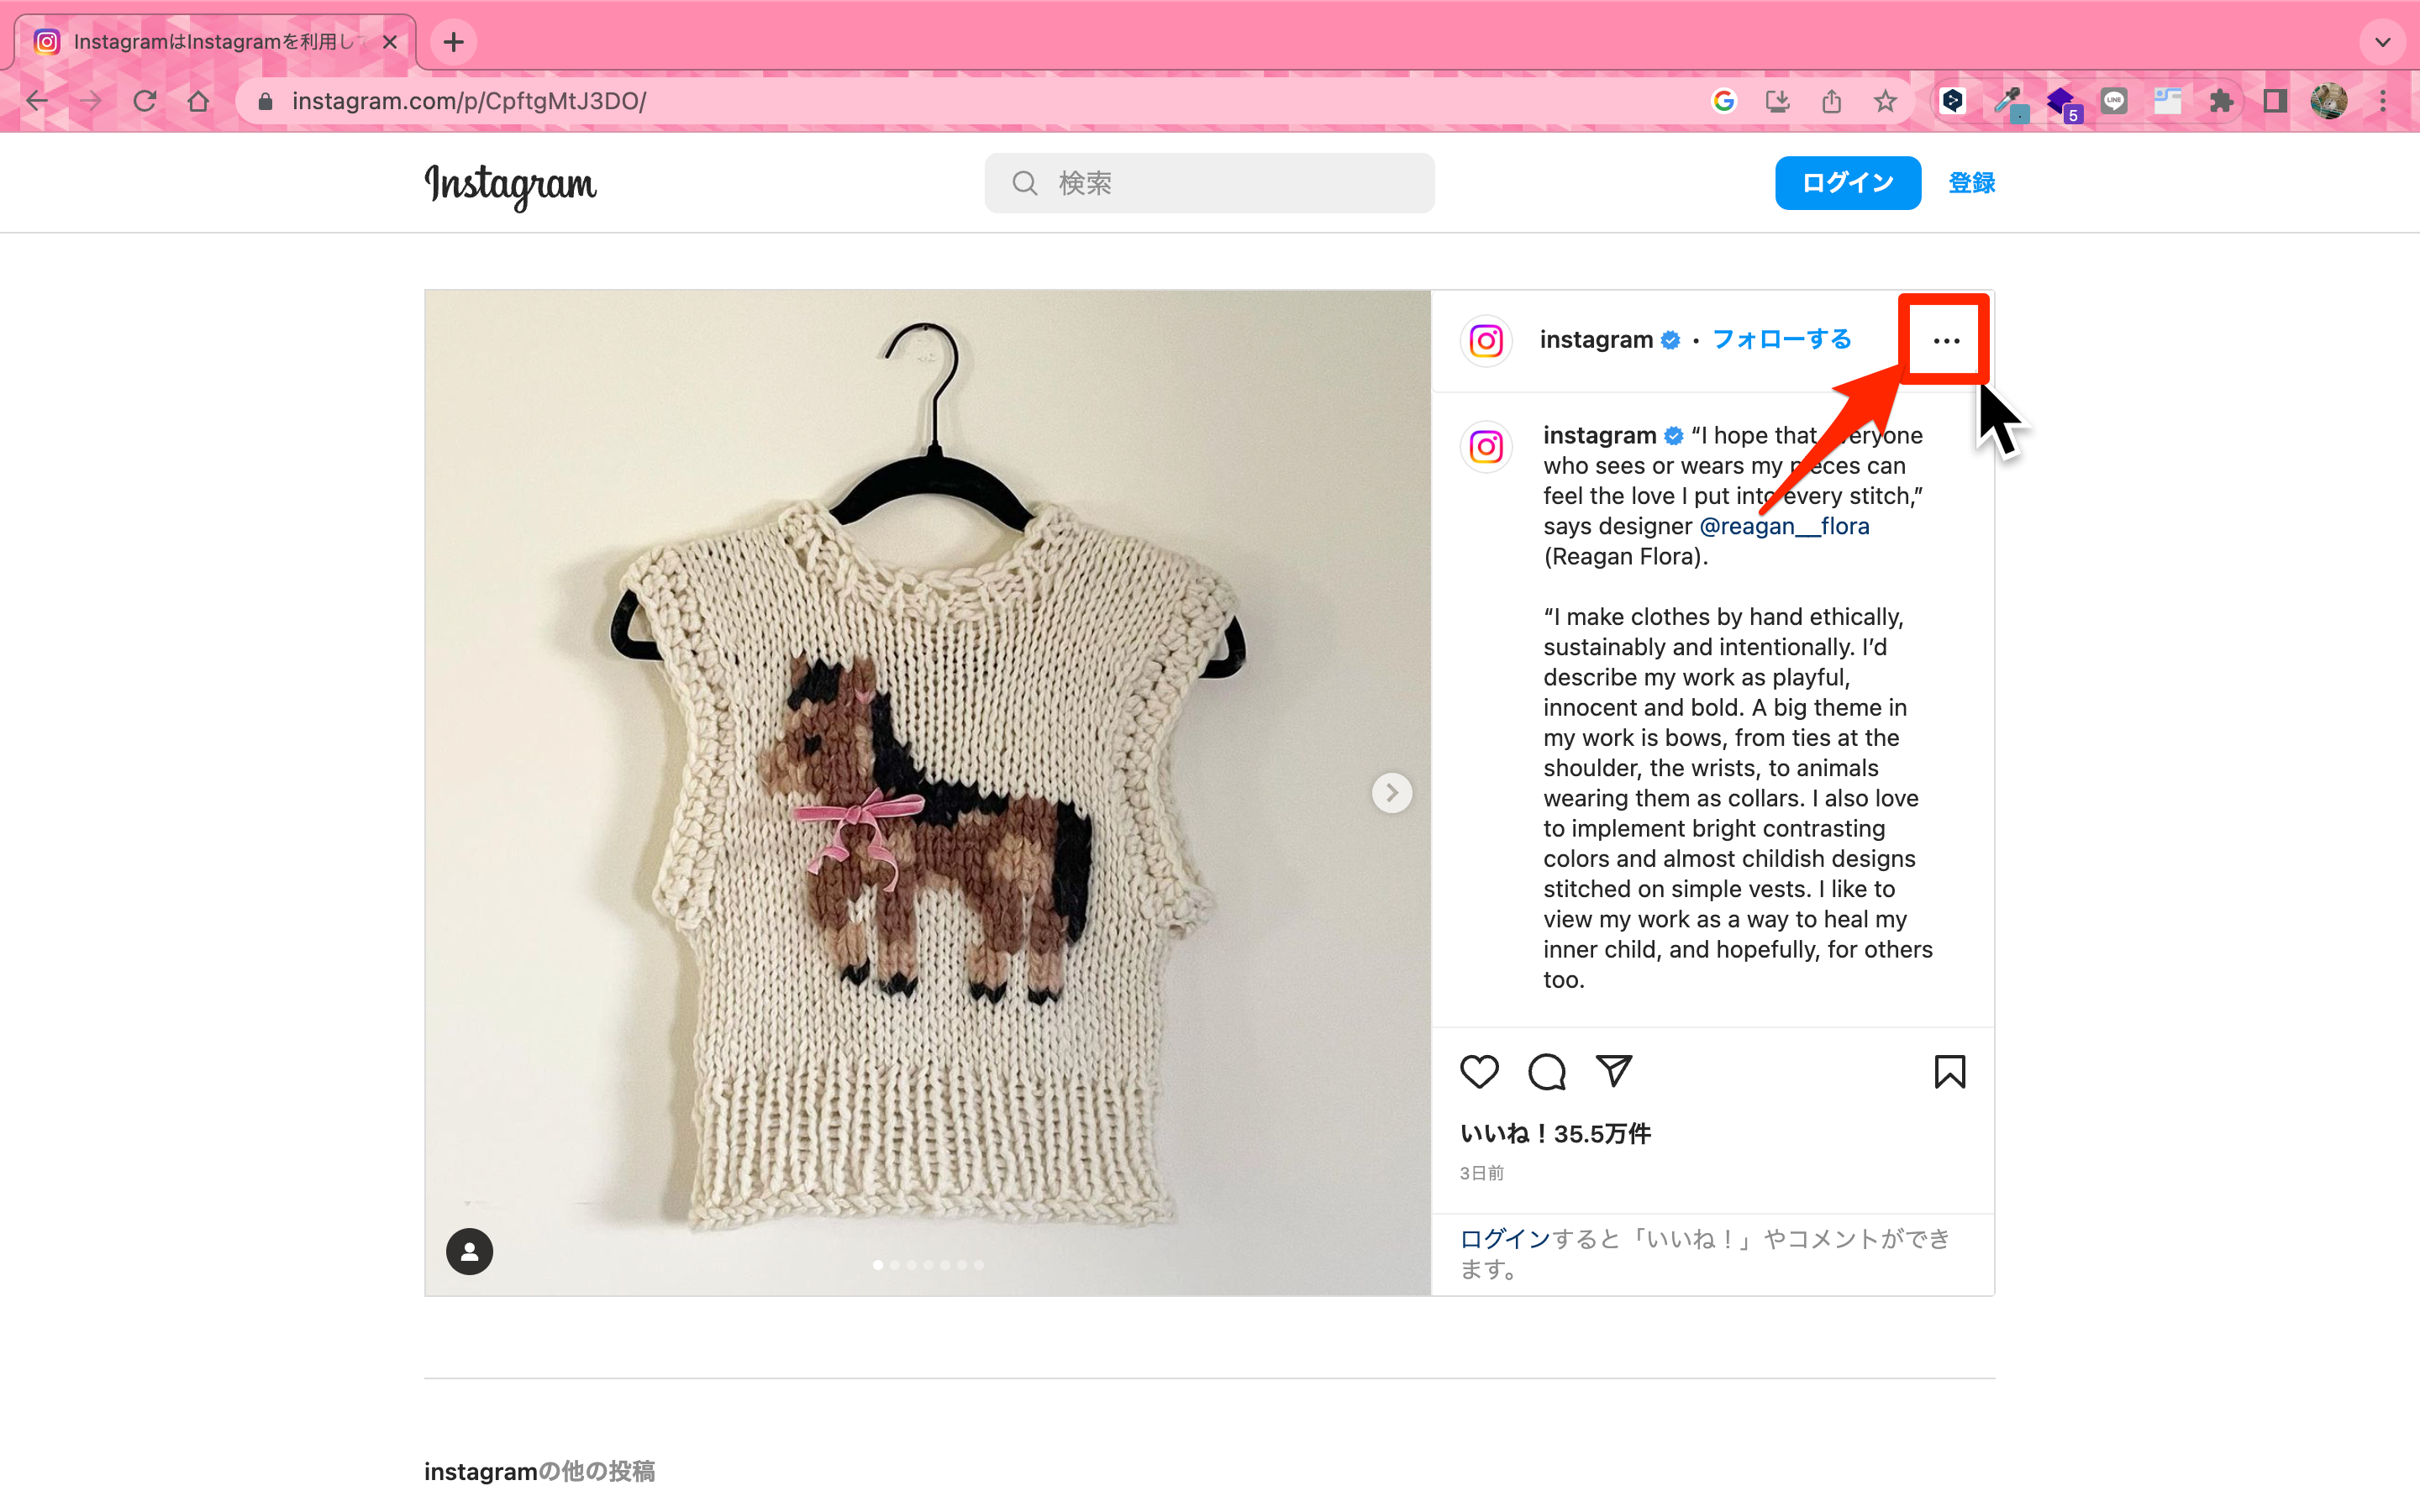 InstagramはInstagramを利用し
instagram.com/p/CpftgMtJ3DO/
5
LINE
Instagram
検索
ログイン
登録
instagram • フォローする
instagram “I hope that everyone
who sees or wears my pieces can
feel the love I put into every stitch,”
says designer @reagan__flora
(Reagan Flora).
“I make clothes by hand ethically,
sustainably and intentionally. I’d
describe my work as playful,
innocent and bold. A big theme in
my work is bows, from ties at the
shoulder, the wrists, to animals
wearing them as collars. I also love
to implement bright contrasting
colors and almost childish designs
stitched on simple vests. I like to
view my work as a way to heal my
inner child, and hopefully, for others
too.
いいね！35.5万件
3日前
ログインすると「いいね！」やコメントができ
ます。
instagramの他の投稿